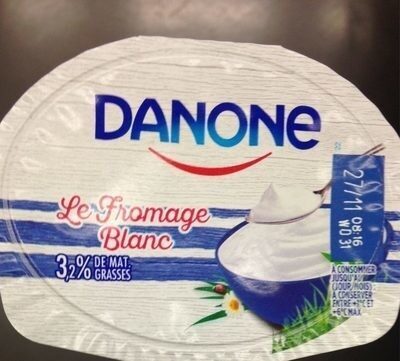 DANONE
Le Fromage
Blanc
3,2% DE MAT.
GRASSES
27/11 08:16
WD 31
À CONSOMMER
JUSQU'AU
(JOUR/MOIS)
À CONSERVER
ENTRE +1°C ET
+6°C MAX